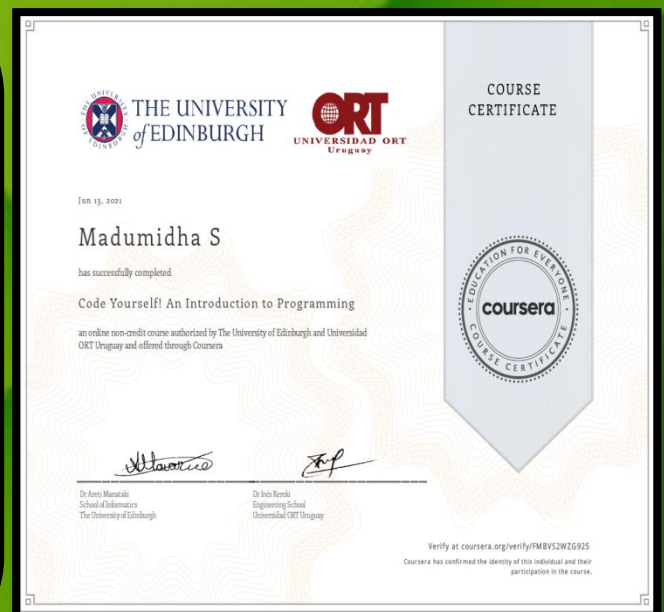 THE UNIVERSITY
of EDINBURGH
ORT
UNIVERSIDAD ORT
Uruguay
COURSE
CERTIFICATE
Jun 13, 2021
Madumidha S
has successfully completed
Code Yourself! An Introduction to Programming
an online non-credit course authorized by The University of Edinburgh and Universidad
ORT Uruguay and offered through Coursera
EDUCATION FOR EVERYONE
coursera
COURSE CERTIFICATE
Dr Areti Manataki
School of Informatics
The University of Edinburgh
Dr Inés Kereki
Engineering School
Universidad ORT Uruguay
Verify at coursera.org/verify/FMBVS2WZG925
Coursera has confirmed the identity of this individual and their
participation in the course.